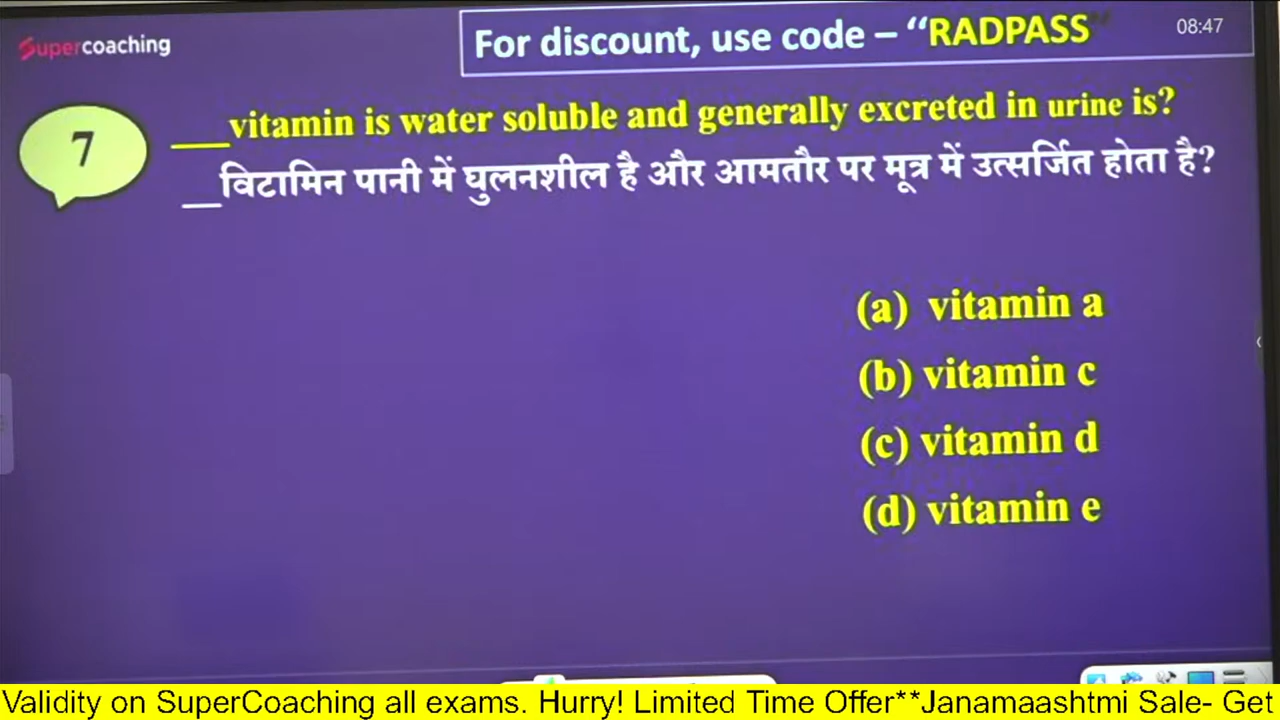 Supercoaching
For discount, use code – “RADPASS”
08:47
7
___vitamin is water soluble and generally excreted in urine is?
__विटामिन पानी में घुलनशील है और आमतौर पर मूत्र में उत्सर्जित होता है?
(a) vitamin a
(b) vitamin c
(c) vitamin d
(d) vitamin e
Validity on SuperCoaching all exams. Hurry! Limited Time Offer**Janamaashtmi Sale- Get